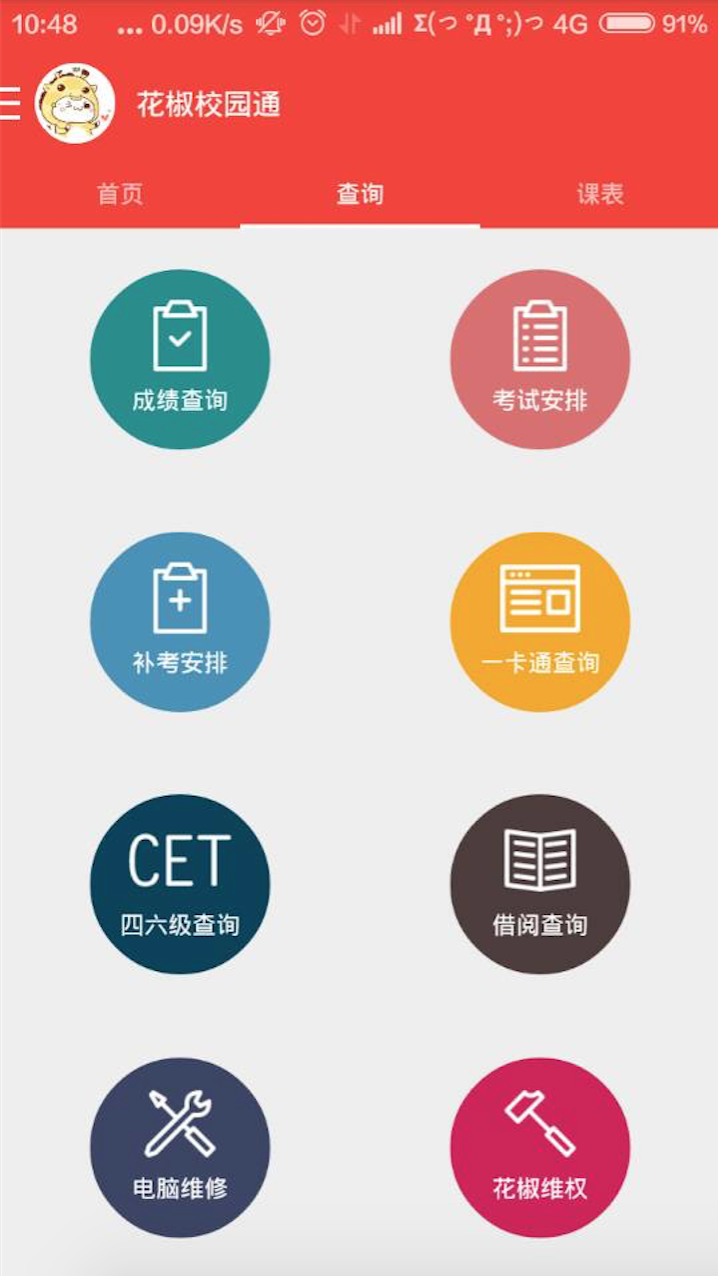 10:48 ... 0.09K/s Σ(つ °Д °;)つ 4G 91%
花椒校园通
首页 查询 课表
成绩查询 考试安排
补考安排 一卡通查询
CET
四六级查询 借阅查询
电脑维修 花椒维权